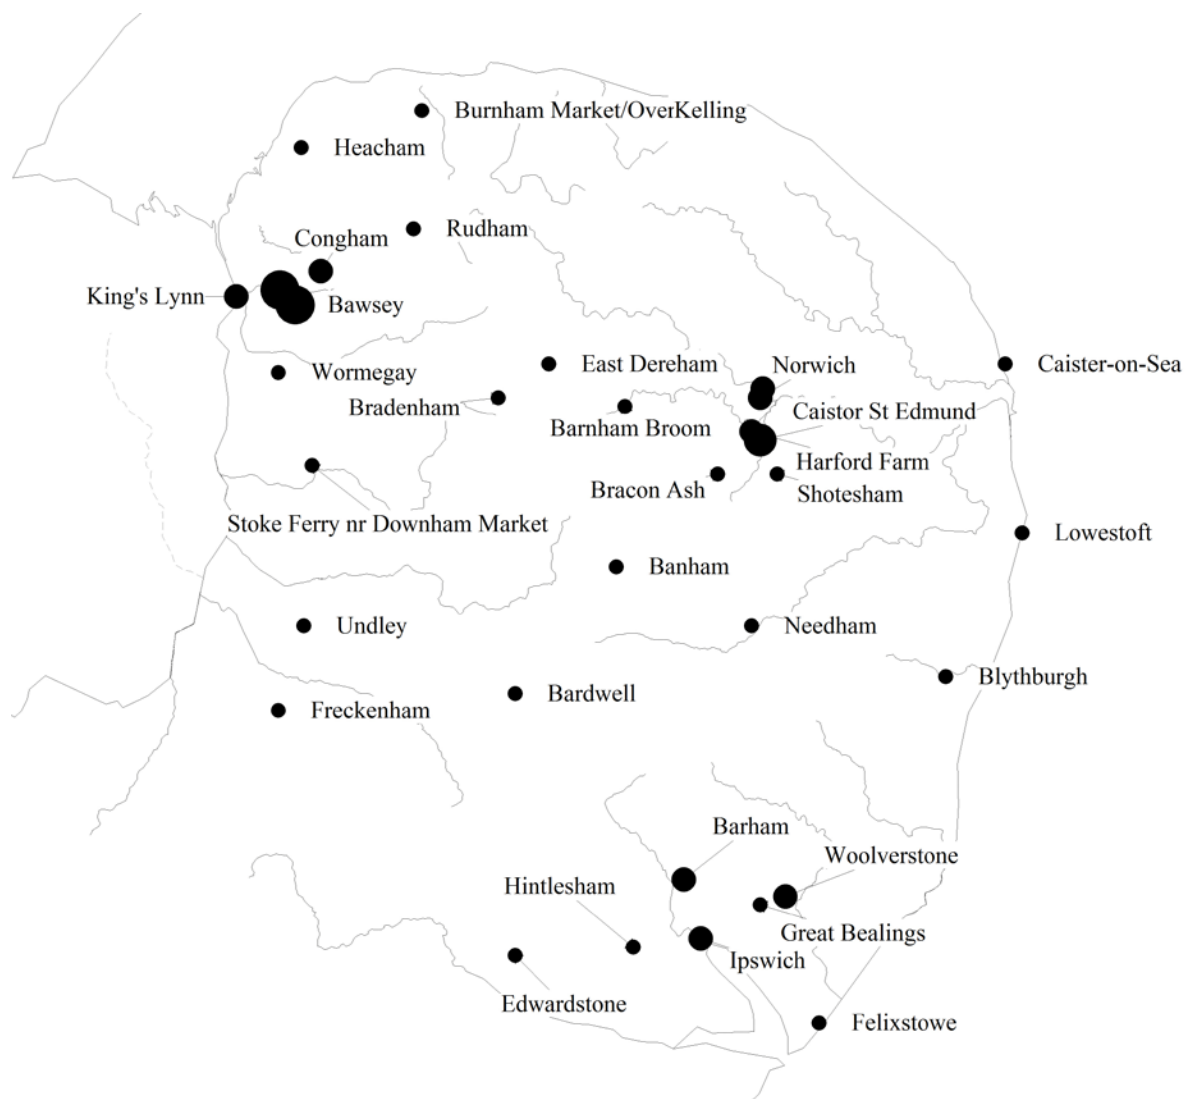 Burnham Market/OverKelling
Heacham
Rudham
Congham
King's Lynn
Bawsey
East Dereham
Norwich
Caister-on-Sea
Wormegay
Bradenham
Caistor St Edmund
Barnham Broom
Harford Farm
Bracon Ash
Shotesham
Stoke Ferry nr Downham Market
Lowestoft
Banham
Undley
Needham
Blythburgh
Bardwell
Freckenham
Barham
Woolverstone
Hintlesham
Great Bealings
Ipswich
Edwardstone
Felixstowe